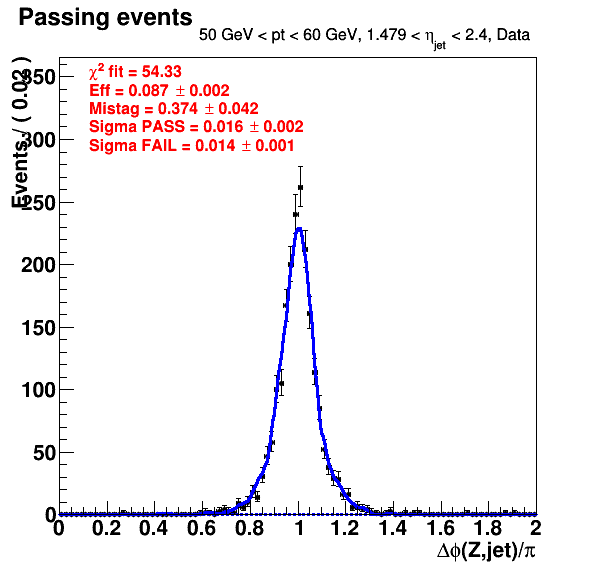 Passing events
50 GeV < pt < 60 GeV, 1.479 < η_jet < 2.4, Data
χ² fit = 54.33
Eff = 0.087 ± 0.002
Mistag = 0.374 ± 0.042
Sigma PASS = 0.016 ± 0.002
Sigma FAIL = 0.014 ± 0.001
Events / ( 0.02 )
350
300
250
200
150
100
50
0
0 0.2 0.4 0.6 0.8 1 1.2 1.4 1.6 1.8 2
Δφ(Z,jet)/π